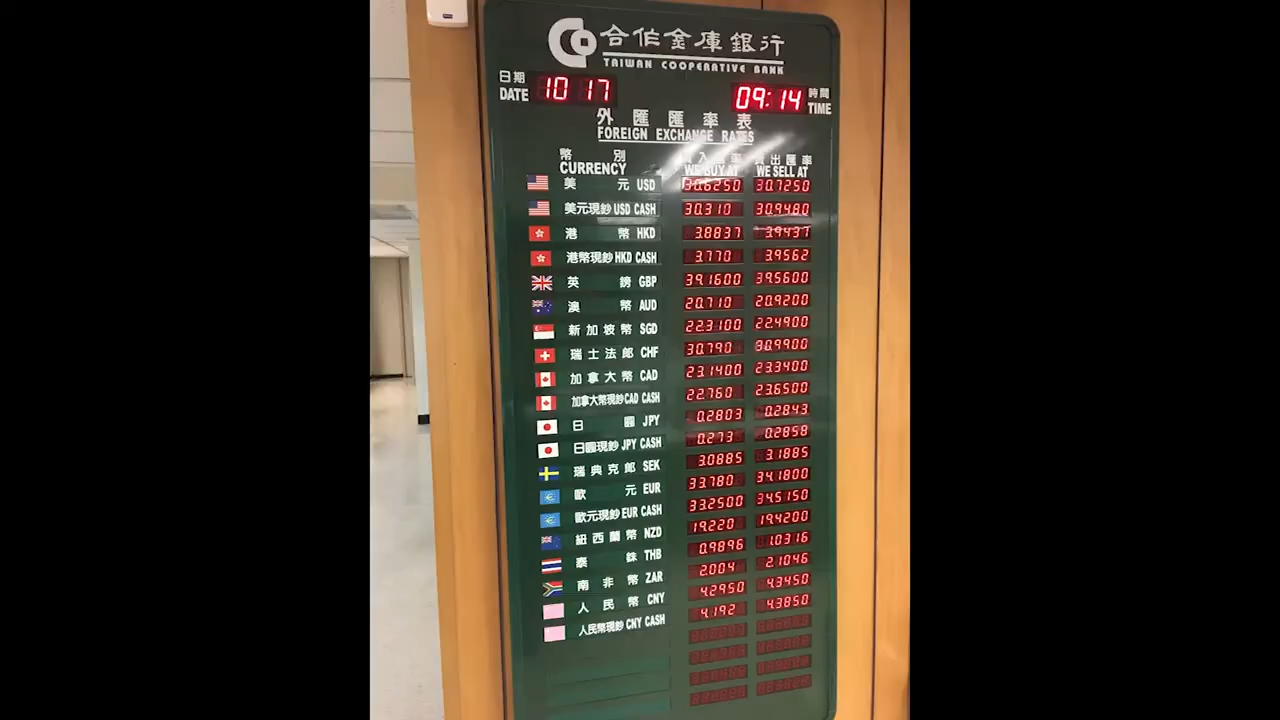 合作金庫銀行
TAIWAN COOPERATIVE BANK
日期 DATE 10 17 09:14 時間 TIME
外匯匯率表
FOREIGN EXCHANGE RATES
幣別 買入匯率 賣出匯率
CURRENCY WE BUY AT WE SELL AT
美元 USD 30.6250 30.7250
美元現鈔 USD CASH 30.310 30.9480
港幣 HKD 3.8837 3.9437
港幣現鈔 HKD CASH 3.770 3.9562
英鎊 GBP 39.1600 39.5600
澳幣 AUD 20.710 20.9200
新加坡幣 SGD 22.3100 22.4900
瑞士法郎 CHF 30.790 30.9900
加拿大幣 CAD 23.1400 23.3400
加拿大幣現鈔 CAD CASH 22.760 23.6500
日圓 JPY 0.2803 0.2843
日圓現鈔 JPY CASH 0.273 0.2858
瑞典克郎 SEK 3.0885 3.1885
歐元 EUR 33.780 34.1800
歐元現鈔 EUR CASH 33.2500 34.5150
紐西蘭幣 NZD 19.220 19.4200
泰銖 THB 0.9896 1.0316
南非幣 ZAR 2.004 2.1046
人民幣 CNY 4.2950 4.3450
人民幣現鈔 CNY CASH 4.192 4.3850